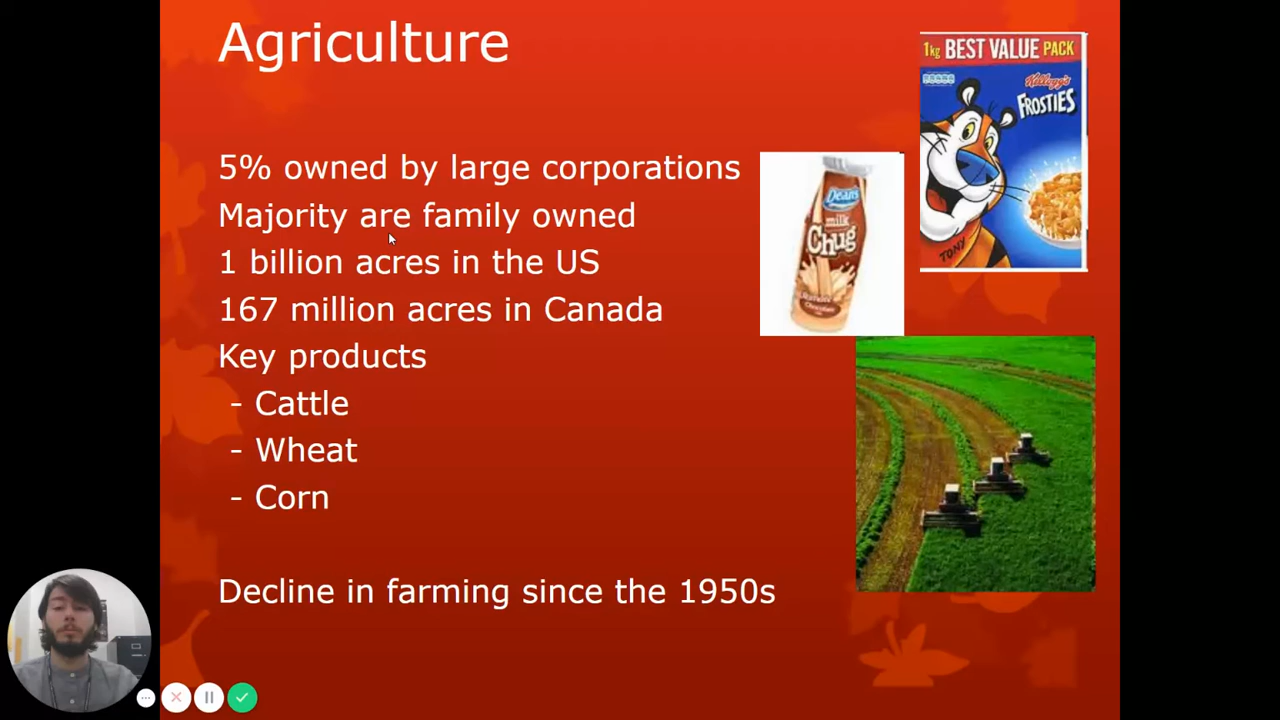 Agriculture
5% owned by large corporations
Majority are family owned
1 billion acres in the US
167 million acres in Canada
Key products
- Cattle
- Wheat
- Corn
Decline in farming since the 1950s
1kg BEST VALUE PACK
Kellogg's
FROSTIES
TONY
Dean's
milk
Chug
Chocolate